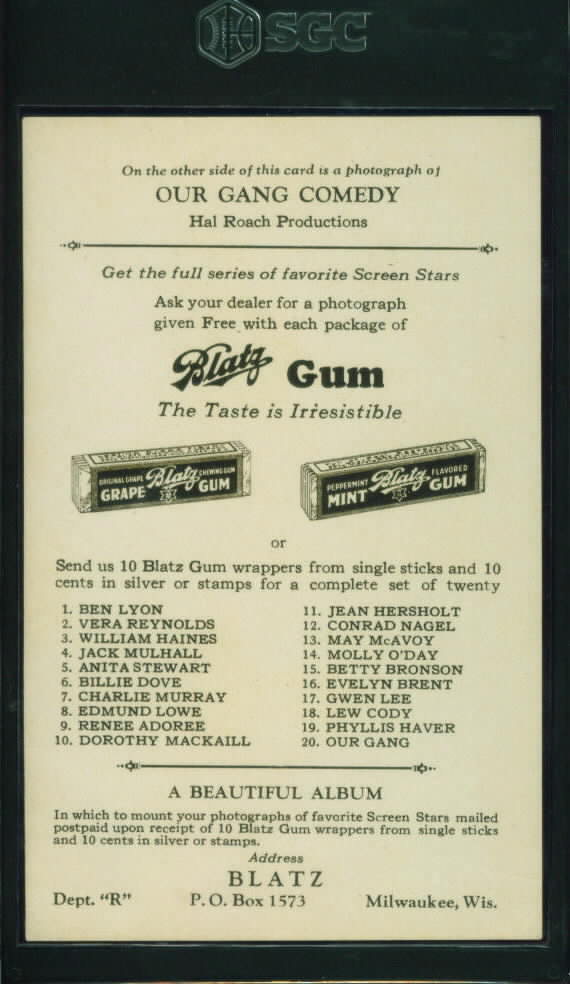 SGC
On the other side of this card is a photograph of
OUR GANG COMEDY
Hal Roach Productions
Get the full series of favorite Screen Stars
Ask your dealer for a photograph
given Free with each package of
Blatz Gum
The Taste is Irresistible
ORIGINAL GRAPE Blatz CHEWING GUM
GRAPE GUM
PEPPERMINT Blatz FLAVORED
MINT GUM
or
Send us 10 Blatz Gum wrappers from single sticks and 10
cents in silver or stamps for a complete set of twenty
1. BEN LYON
2. VERA REYNOLDS
3. WILLIAM HAINES
4. JACK MULHALL
5. ANITA STEWART
6. BILLIE DOVE
7. CHARLIE MURRAY
8. EDMUND LOWE
9. RENEE ADOREE
10. DOROTHY MACKAILL
11. JEAN HERSHOLT
12. CONRAD NAGEL
13. MAY McAVOY
14. MOLLY O'DAY
15. BETTY BRONSON
16. EVELYN BRENT
17. GWEN LEE
18. LEW CODY
19. PHYLLIS HAVER
20. OUR GANG
A BEAUTIFUL ALBUM
In which to mount your photographs of favorite Screen Stars mailed
postpaid upon receipt of 10 Blatz Gum wrappers from single sticks
and 10 cents in silver or stamps.
Address
BLATZ
Dept. "R" P. O. Box 1573 Milwaukee, Wis.